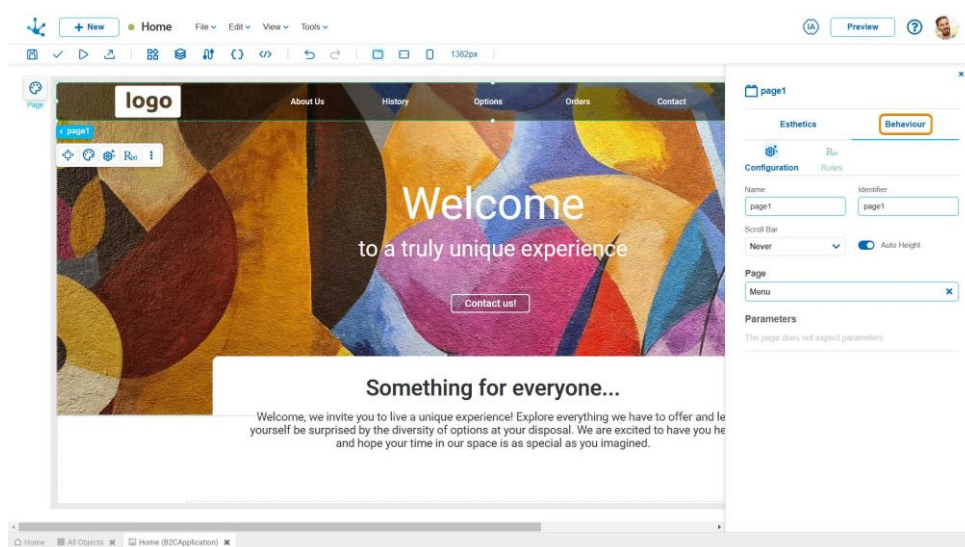 + New
Home
File
Edit
View
Tools
IA
Preview
?
1382px
Page
logo
About Us
History
Options
Orders
Contact
page1
R(x)
Welcome
to a truly unique experience
Contact us!
Something for everyone...
Welcome, we invite you to live a unique experience! Explore everything we have to offer and le
yourself be surprised by the diversity of options at your disposal. We are excited to have you he
and hope your time in our space is as special as you imagined.
page1
Esthetics
Behaviour
R(x)
Configuration
Rules
Name
Identifier
page1
page1
Scroll Bar
Never
Auto Height
Page
Menu
Parameters
The page does not expect parameters
Home
All Objects
Home (B2CApplication)